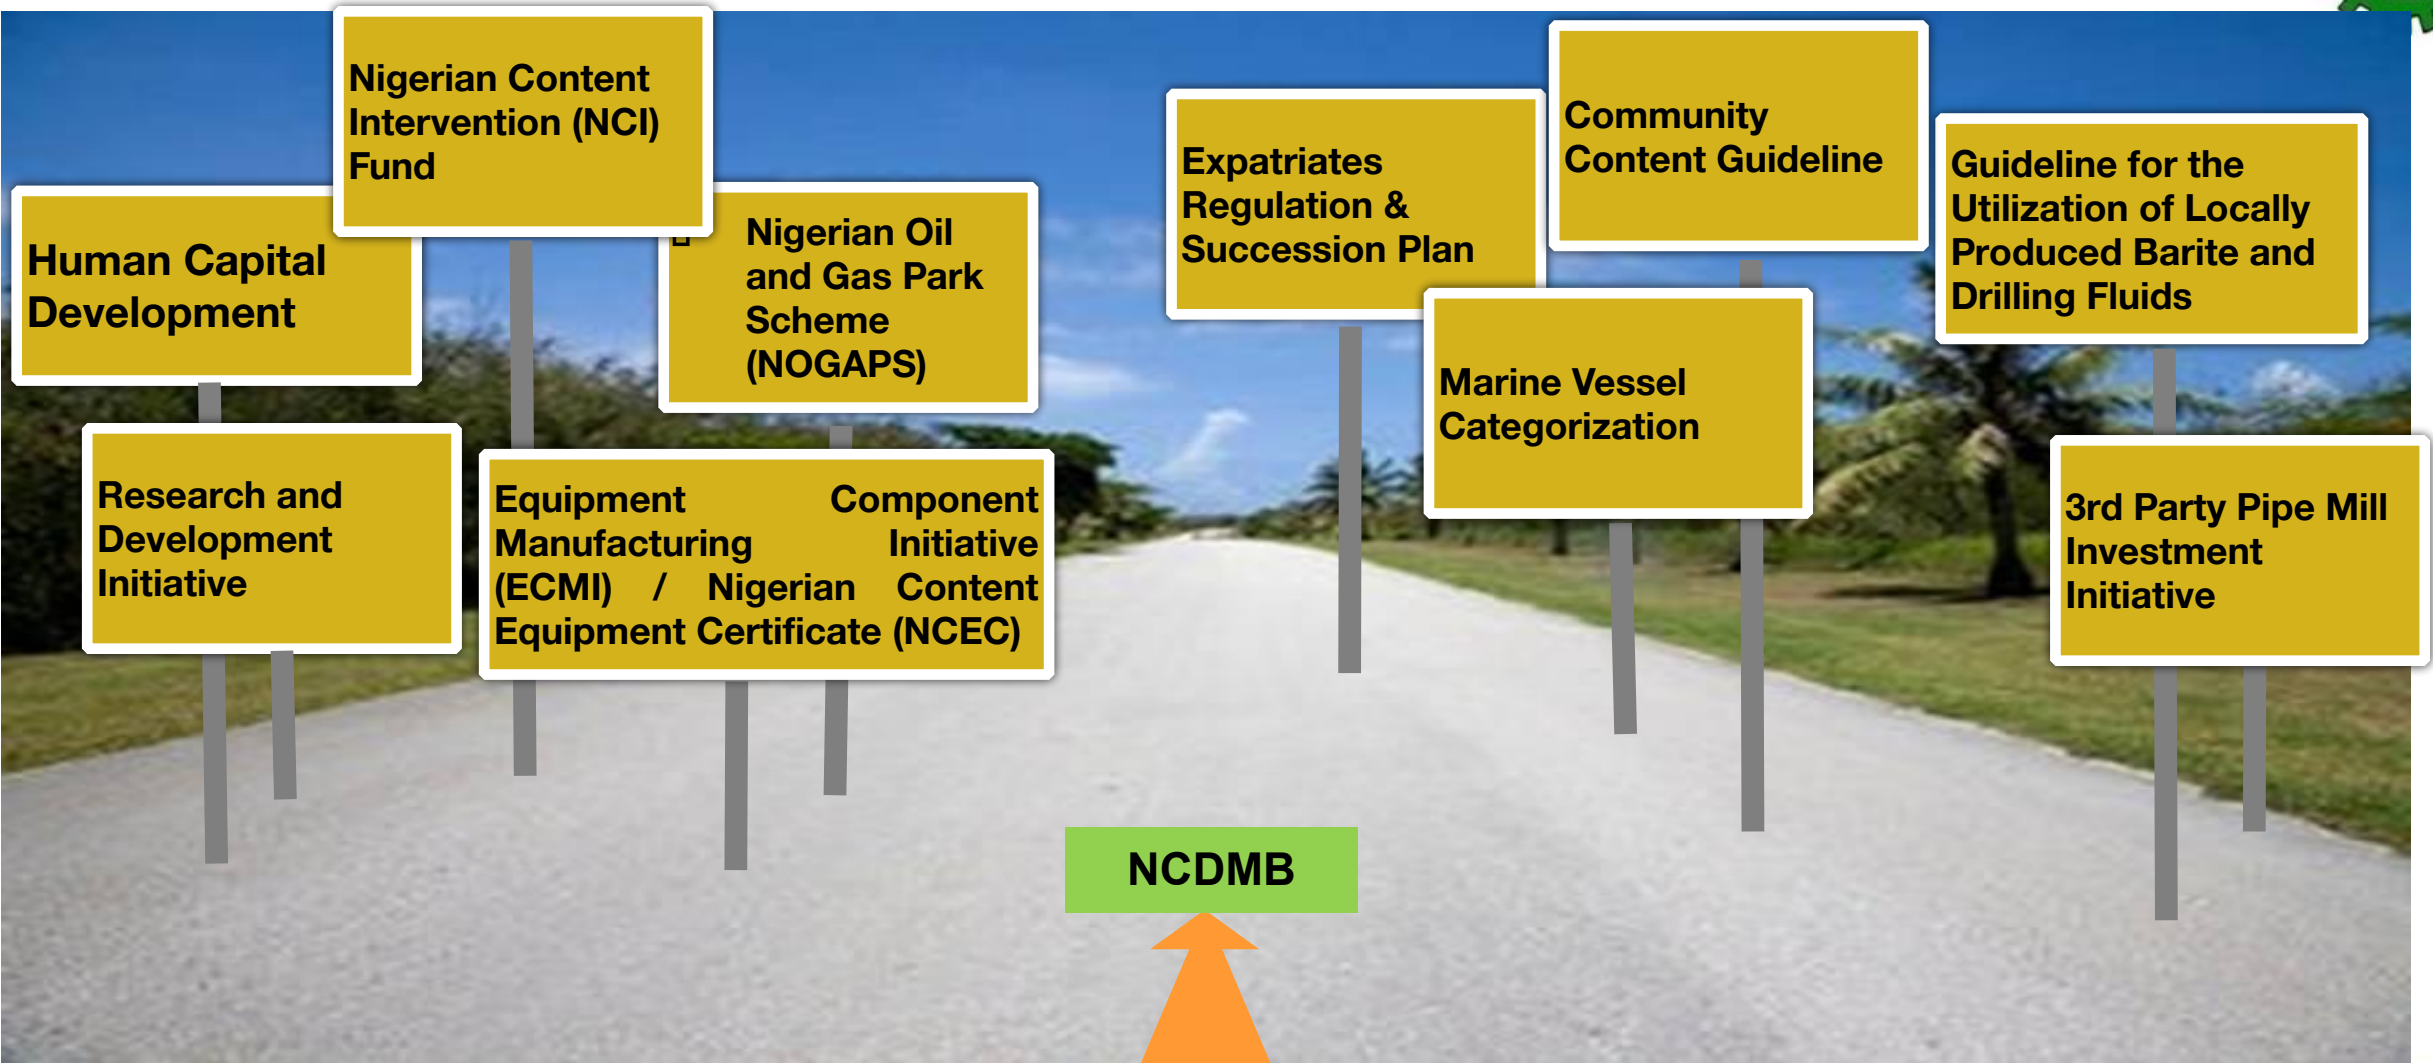 Nigerian Content
Intervention (NCI)
Fund
Human Capital
Development
Nigerian Oil
and Gas Park
Scheme
(NOGAPS)
Research and
Development
Initiative
Equipment Component
Manufacturing Initiative
(ECMI) / Nigerian Content
Equipment Certificate (NCEC)
Expatriates
Regulation &
Succession Plan
Community
Content Guideline
Guideline for the
Utilization of Locally
Produced Barite and
Drilling Fluids
Marine Vessel
Categorization
3rd Party Pipe Mill
Investment
Initiative
NCDMB